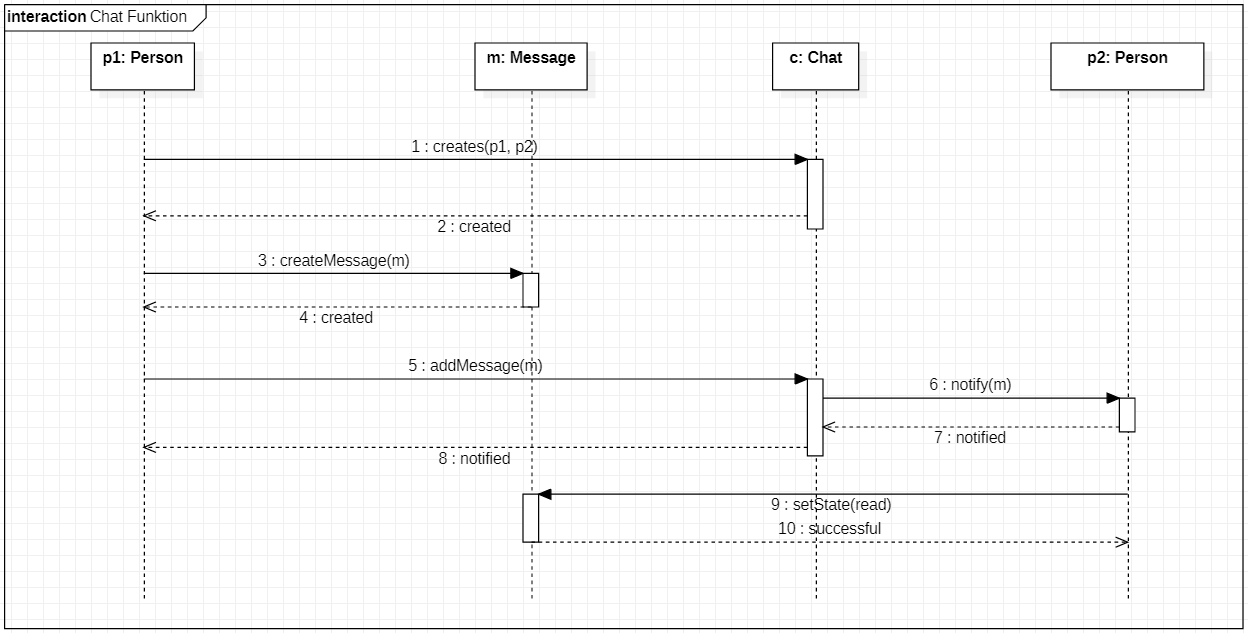 interaction Chat Funktion
p1: Person
m: Message
c: Chat
p2: Person
1 : creates(p1, p2)
2 : created
3 : createMessage(m)
4 : created
5 : addMessage(m)
6 : notify(m)
7 : notified
8 : notified
9 : setState(read)
10 : successful